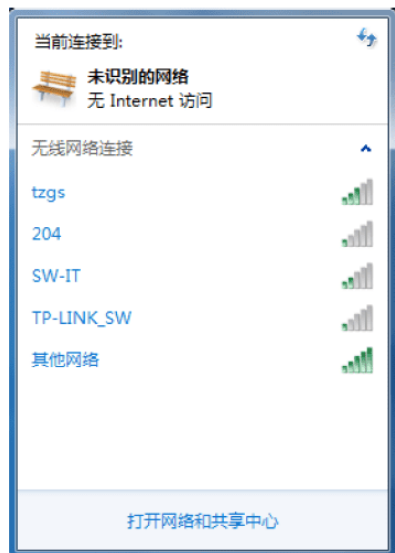 当前连接到:
未识别的网络
无 Internet 访问
无线网络连接
tzgs
204
SW-IT
TP-LINK_SW
其他网络
打开网络和共享中心